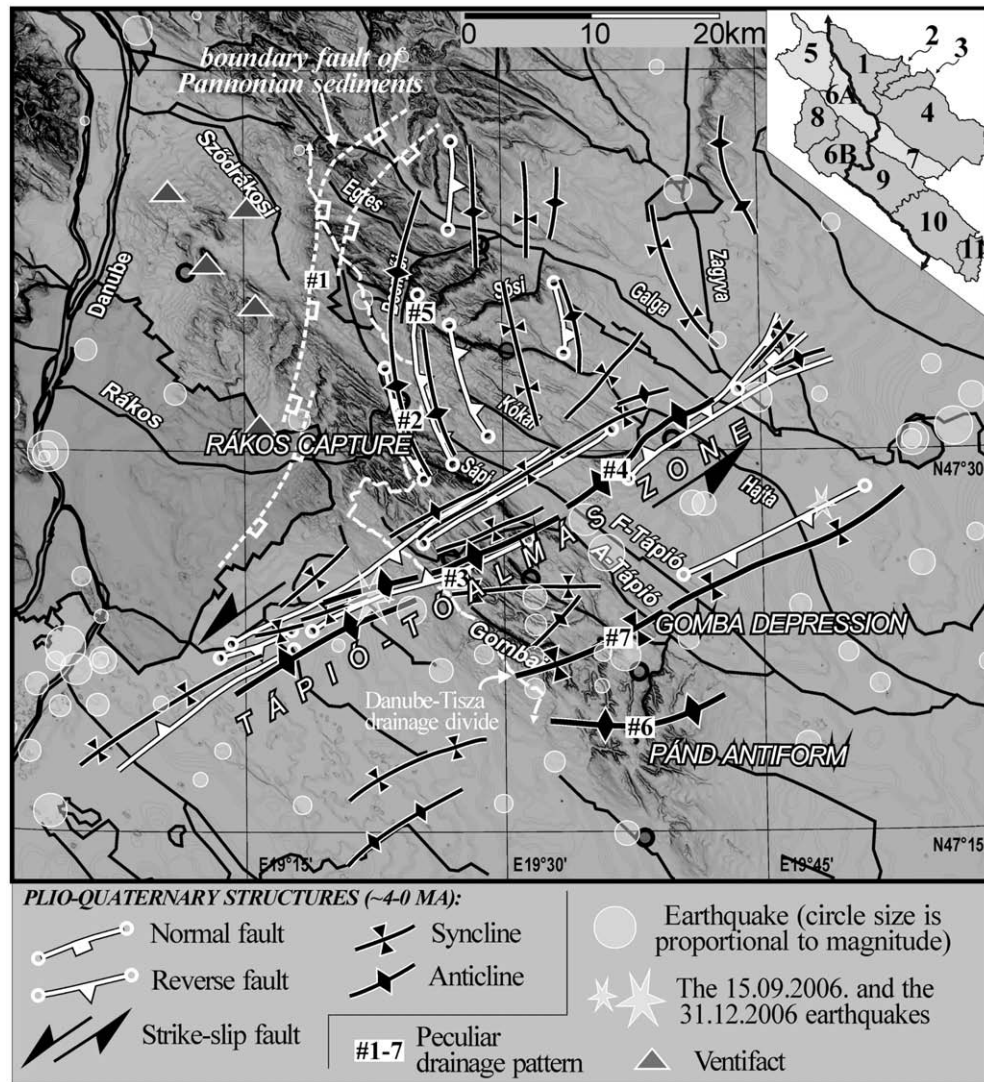 0 10 20km
boundary fault of
Pannonian sediments
5
1
2
3
6A
4
8
6B
7
9
10
11
Sződrákosi
Egres
Danube
#1
Sósi
Galga
Zagyva
#5
Rákos
#2
RÁKOS CAPTURE
Kókai
Sápi
#4
N47°30'
Hajta
TÁPIÓ-TÓALMÁS ZONE
F-Tápió
A-Tápió
#3
Gomba
GOMBA DEPRESSION
#7
Danube-Tisza
drainage divide
#6
PÁND ANTIFORM
E19°15'
E19°30'
E19°45'
N47°15'
PLIO-QUATERNARY STRUCTURES (~4-0 MA):
Normal fault
Reverse fault
Strike-slip fault
Syncline
Anticline
#1-7
Peculiar
drainage pattern
Earthquake (circle size is
proportional to magnitude)
The 15.09.2006. and the
31.12.2006 earthquakes
Ventifact